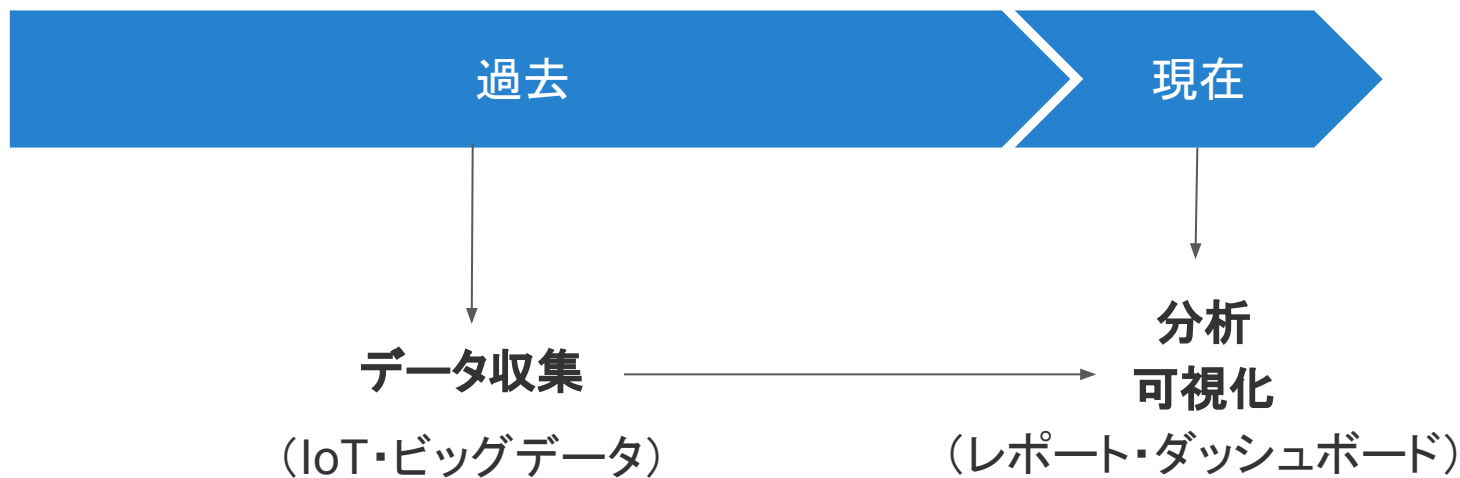 過去
現在
データ収集
（IoT・ビッグデータ）
分析
可視化
（レポート・ダッシュボード）